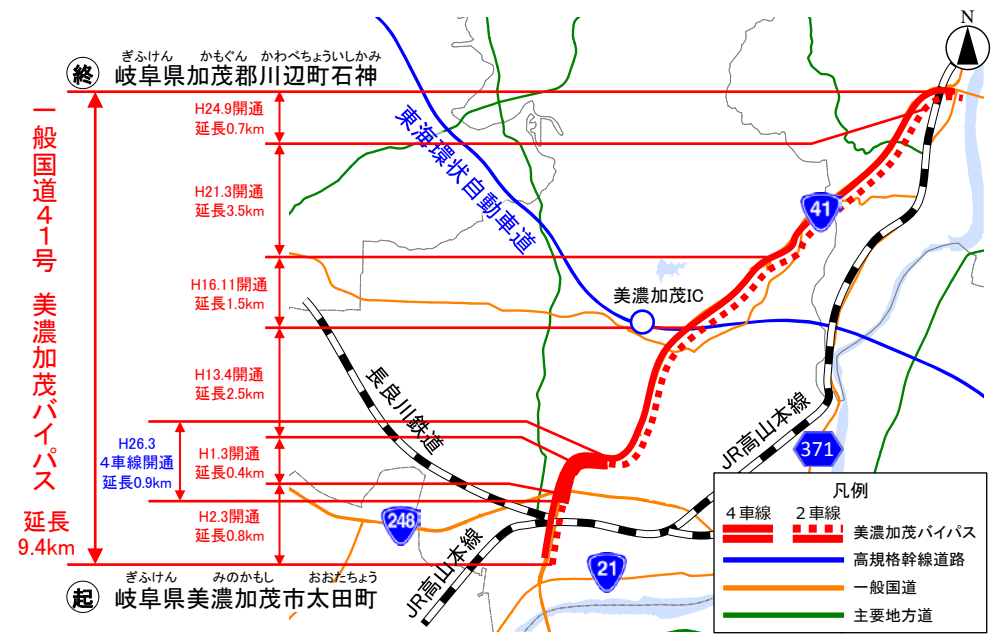 ぎふけん かもぐん かわべちょういしかみ
終 岐阜県加茂郡川辺町石神
N
一般国道41号 美濃加茂バイパス
延長
9.4km
H24.9開通
延長0.7km
H21.3開通
延長3.5km
H16.11開通
延長1.5km
H13.4開通
延長2.5km
H26.3
4車線開通
延長0.9km
H1.3開通
延長0.4km
H2.3開通
延長0.8km
東海環状自動車道
41
美濃加茂IC
長良川鉄道
JR高山本線
371
248
JR高山本線
21
ぎふけん みのかもし おおたちょう
起 岐阜県美濃加茂市太田町
凡例
4車線 2車線
美濃加茂バイパス
高規格幹線道路
一般国道
主要地方道